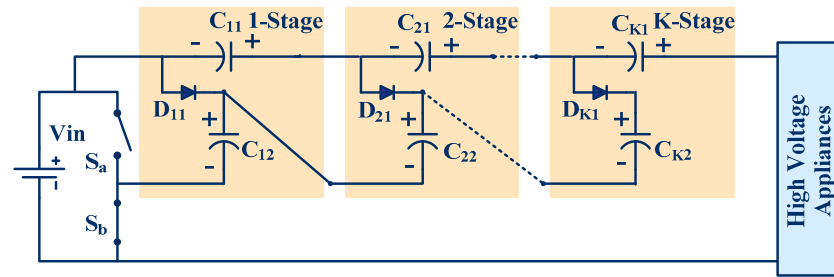 C11 1-Stage
C21 2-Stage
CK1 K-Stage
- +
- +
- +
D11
D21
DK1
Vin
+
-
Sa
Sb
+
-
C12
+
-
C22
+
-
CK2
High Voltage
Appliances